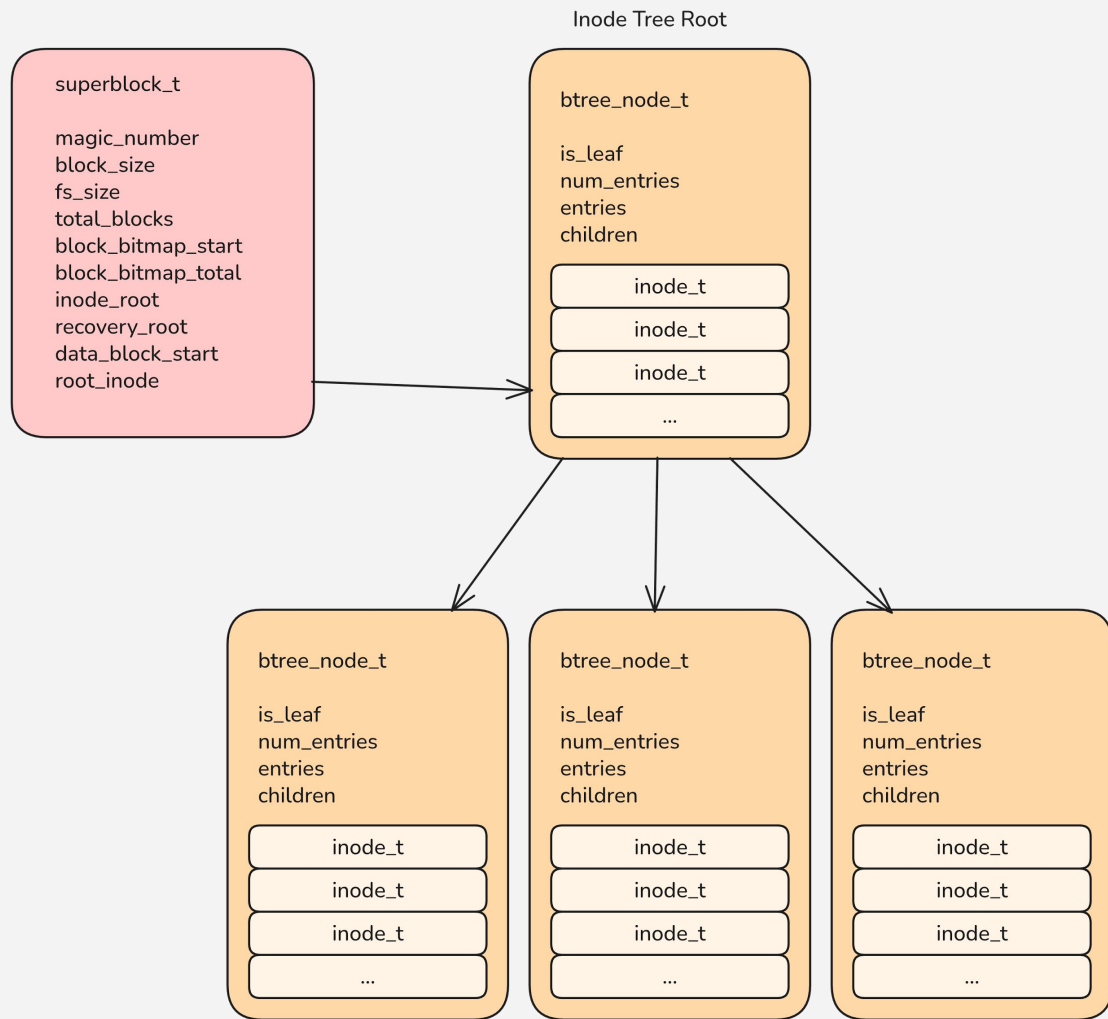 Inode Tree Root
superblock_t
magic_number
block_size
fs_size
total_blocks
block_bitmap_start
block_bitmap_total
inode_root
recovery_root
data_block_start
root_inode
btree_node_t
is_leaf
num_entries
entries
children
inode_t
inode_t
inode_t
...
btree_node_t
is_leaf
num_entries
entries
children
inode_t
inode_t
inode_t
...
btree_node_t
is_leaf
num_entries
entries
children
inode_t
inode_t
inode_t
...
btree_node_t
is_leaf
num_entries
entries
children
inode_t
inode_t
inode_t
...